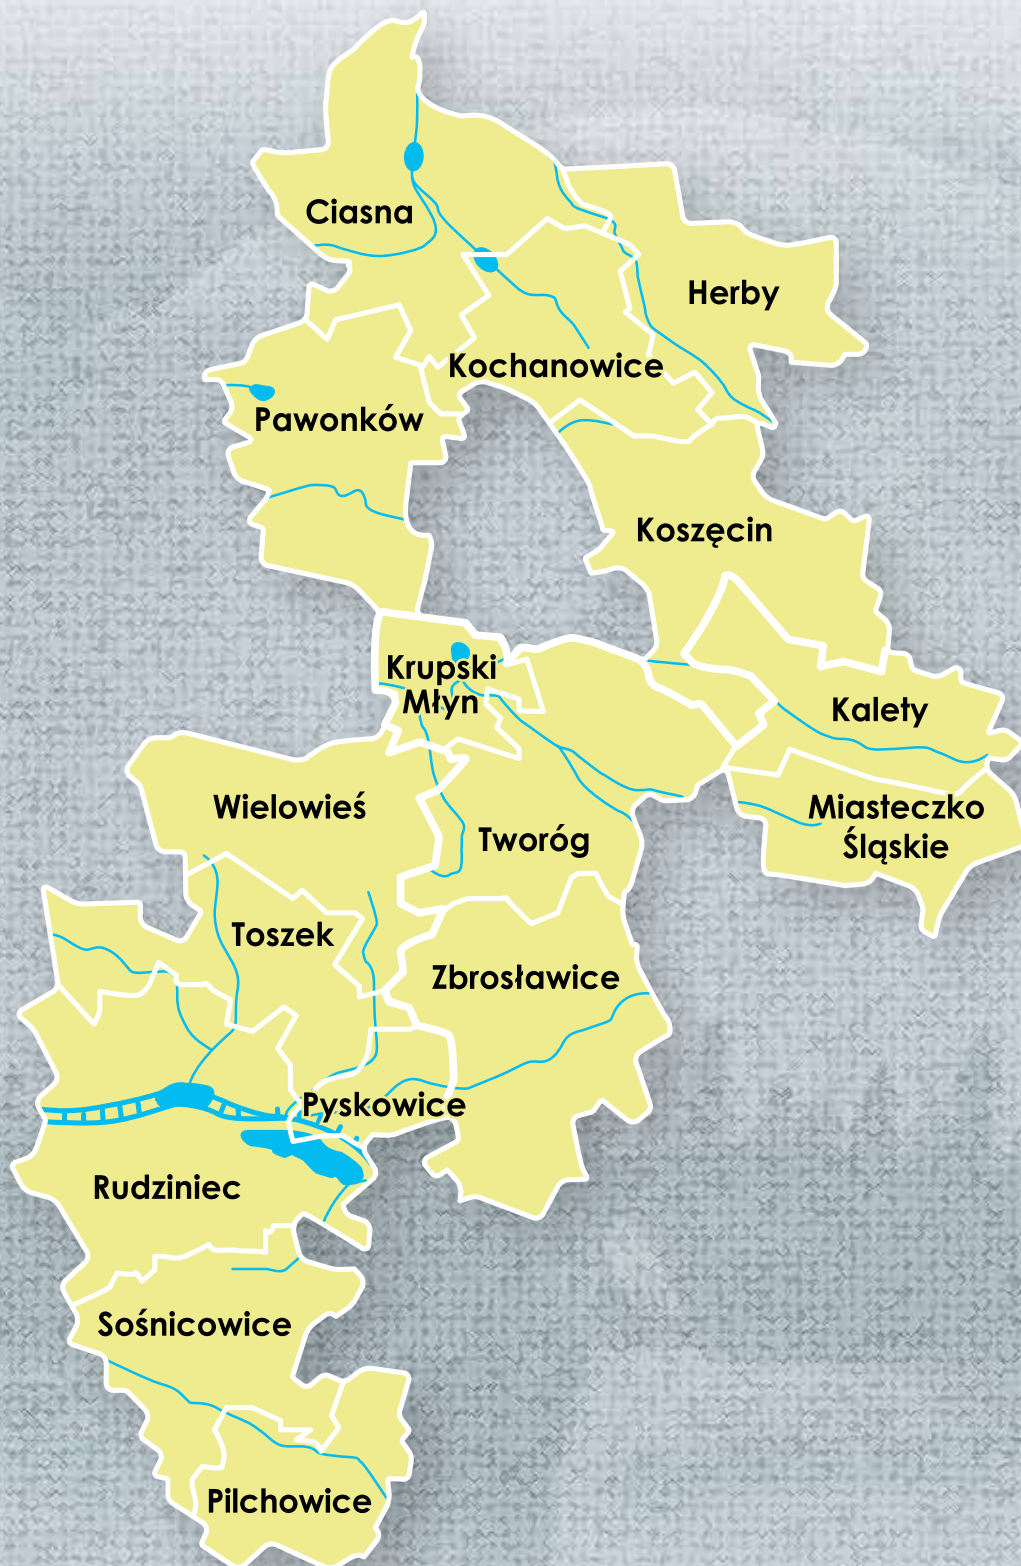 Ciasna
Herby
Kochanowice
Pawonków
Koszęcin
Krupski
Młyn
Kalety
Wielowieś
Miasteczko
Śląskie
Tworóg
Toszek
Zbrosławice
Pyskowice
Rudziniec
Sośnicowice
Pilchowice